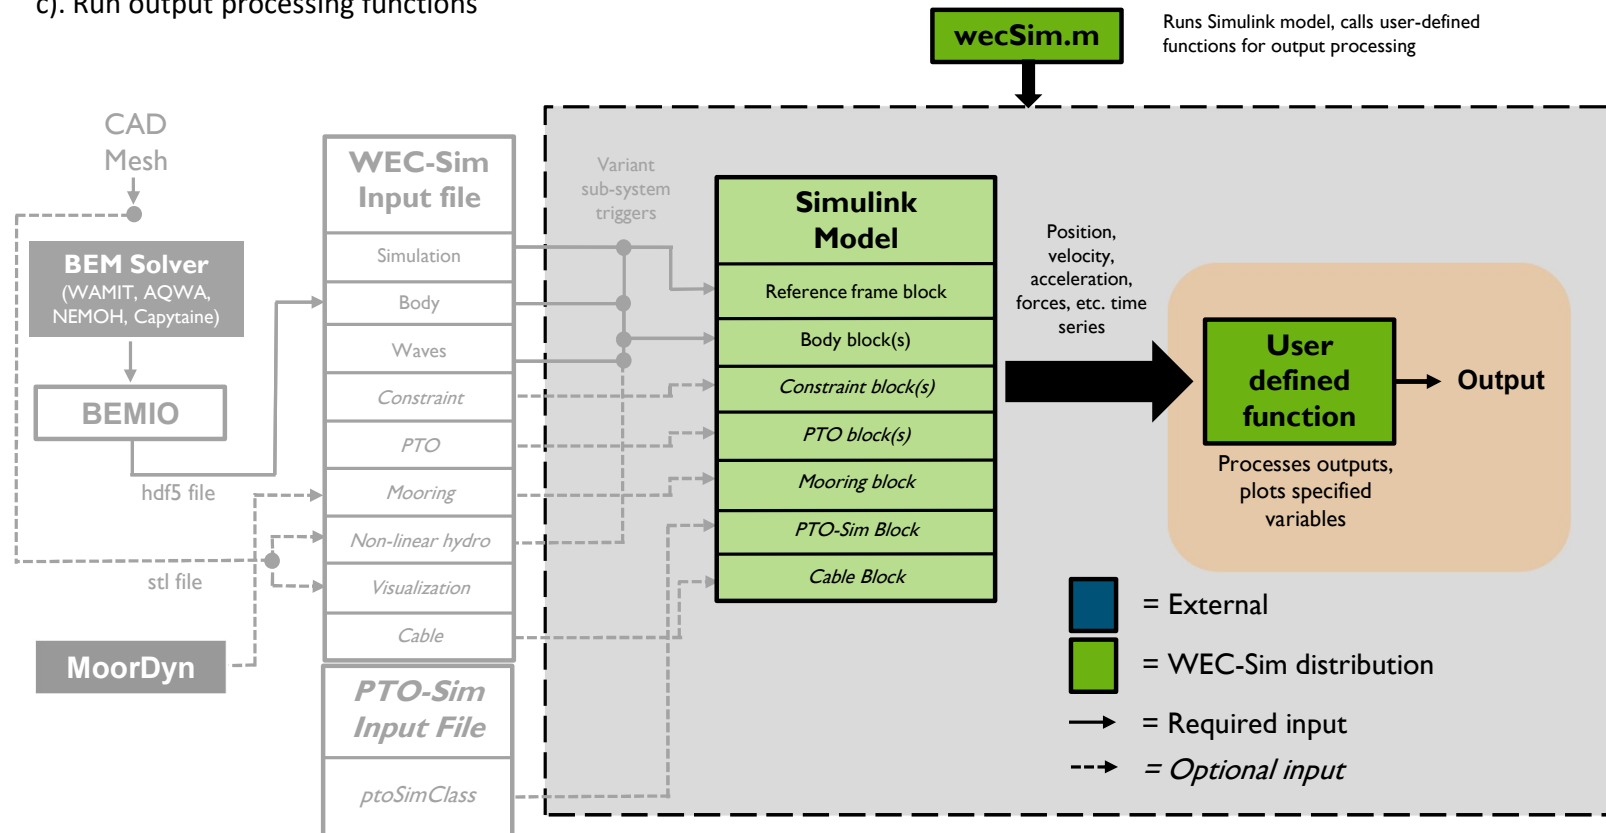 c). Run output processing functions
wecSim.m
Runs Simulink model, calls user-defined
functions for output processing
CAD
Mesh
BEM Solver
(WAMIT, AQWA,
NEMOH, Capytaine)
BEMIO
hdf5 file
stl file
MoorDyn
WEC-Sim
Input file
Simulation
Body
Waves
Constraint
PTO
Mooring
Non-linear hydro
Visualization
Cable
PTO-Sim
Input File
ptoSimClass
Variant
sub-system
triggers
Simulink
Model
Reference frame block
Body block(s)
Constraint block(s)
PTO block(s)
Mooring block
PTO-Sim Block
Cable Block
Position,
velocity,
acceleration,
forces, etc. time
series
User
defined
function
Output
Processes outputs,
plots specified
variables
= External
= WEC-Sim distribution
= Required input
= Optional input